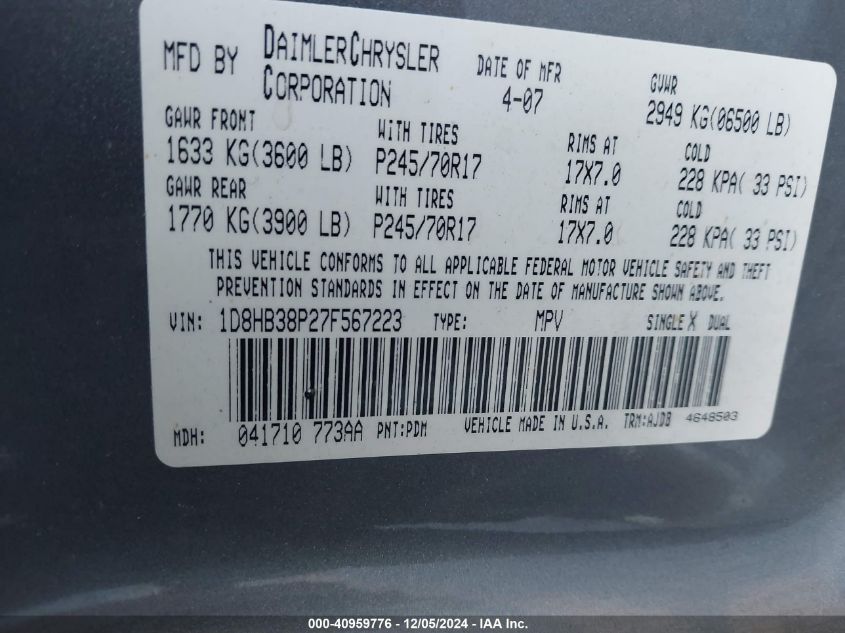 MFD BY DAIMLERCHRYSLER CORPORATION DATE OF MFR 4-07 GVWR 2949 KG(06500 LB)
GAWR FRONT WITH TIRES RIMS AT COLD
1633 KG(3600 LB) P245/70R17 17X7.0 228 KPA( 33 PSI)
GAWR REAR WITH TIRES RIMS AT COLD
1770 KG(3900 LB) P245/70R17 17X7.0 228 KPA( 33 PSI)
THIS VEHICLE CONFORMS TO ALL APPLICABLE FEDERAL MOTOR VEHICLE SAFETY AND THEFT
PREVENTION STANDARDS IN EFFECT ON THE DATE OF MANUFACTURE SHOWN ABOVE.
VIN: 1D8HB38P27F567223 TYPE: MPV SINGLE X DUAL
MDH: 041710 773AA PNT:PDM VEHICLE MADE IN U.S.A. TRM:AJDB 4648503
000-40959776 - 12/05/2024 - IAA Inc.